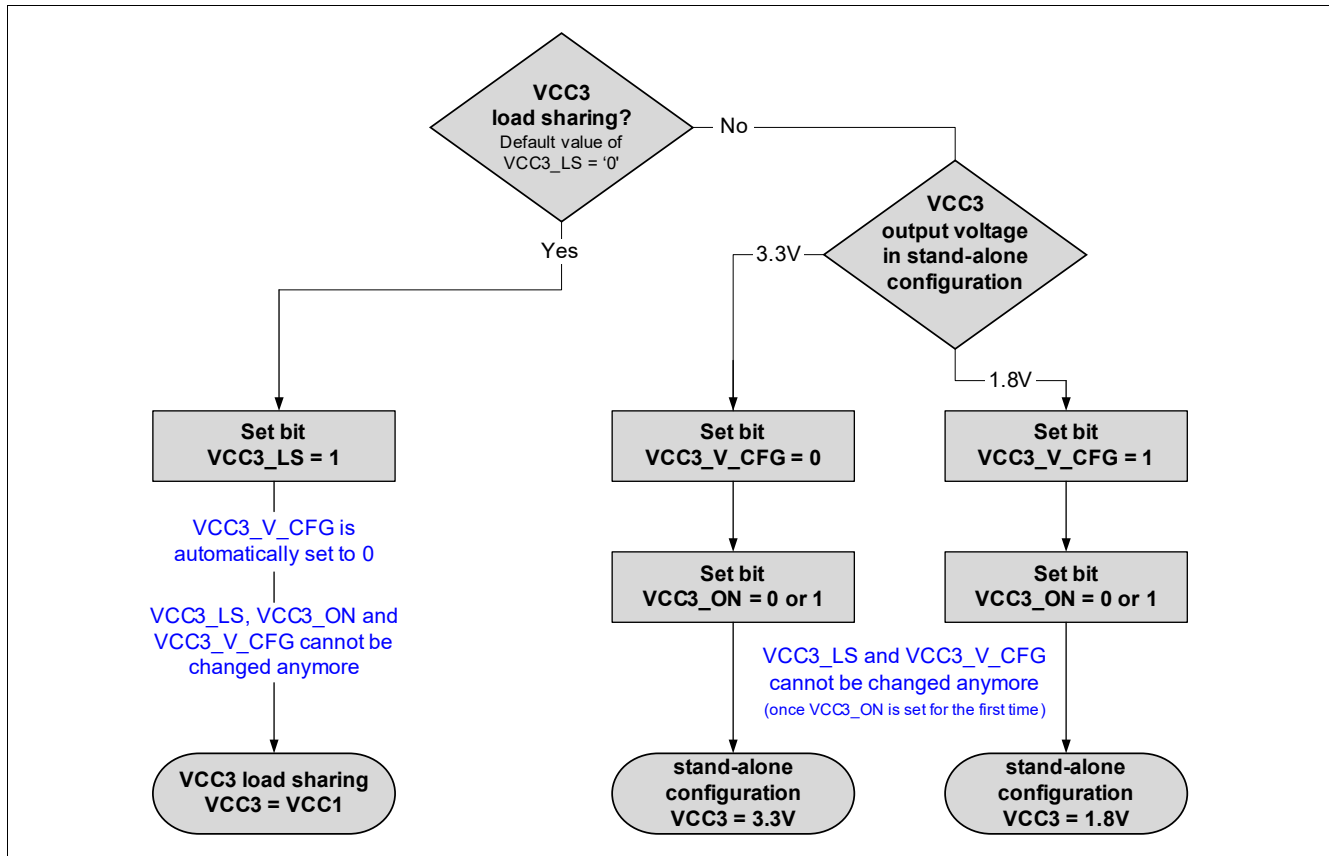 VCC3
load sharing?
Default value of
VCC3_LS = ‘0'
No
Yes
VCC3
output voltage
in stand-alone
configuration
3.3V
1.8V
Set bit
VCC3_LS = 1
Set bit
VCC3_V_CFG = 0
Set bit
VCC3_V_CFG = 1
VCC3_V_CFG is
automatically set to 0
Set bit
VCC3_ON = 0 or 1
Set bit
VCC3_ON = 0 or 1
VCC3_LS, VCC3_ON and
VCC3_V_CFG cannot be
changed anymore
VCC3_LS and VCC3_V_CFG
cannot be changed anymore
(once VCC3_ON is set for the first time)
VCC3 load sharing
VCC3 = VCC1
stand-alone
configuration
VCC3 = 3.3V
stand-alone
configuration
VCC3 = 1.8V